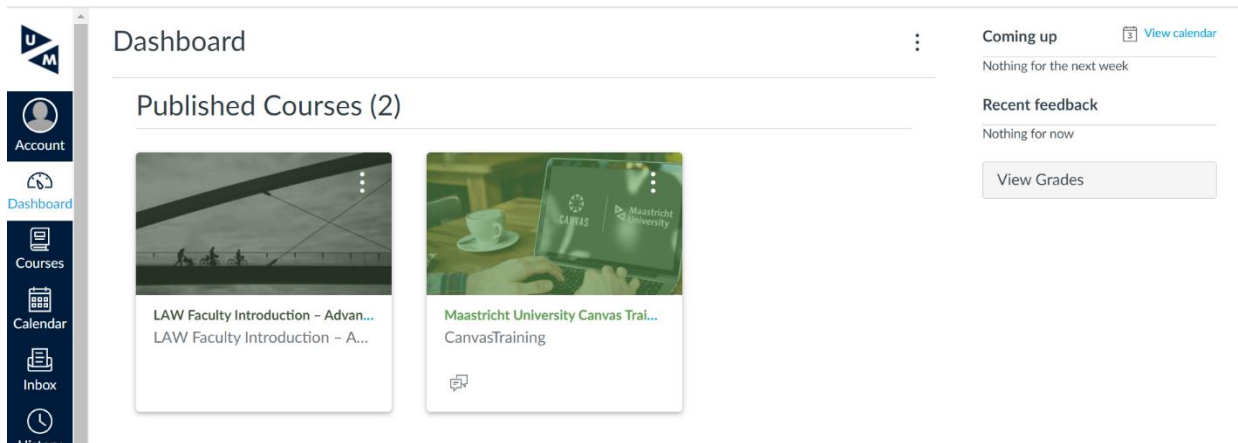 UM
Account
Dashboard
Courses
Calendar
Inbox
Dashboard
Published Courses (2)
LAW Faculty Introduction – Advan...
LAW Faculty Introduction – A...
CANVAS
Maastricht
University
Maastricht University Canvas Trai...
CanvasTraining
Coming up
3 View calendar
Nothing for the next week
Recent feedback
Nothing for now
View Grades